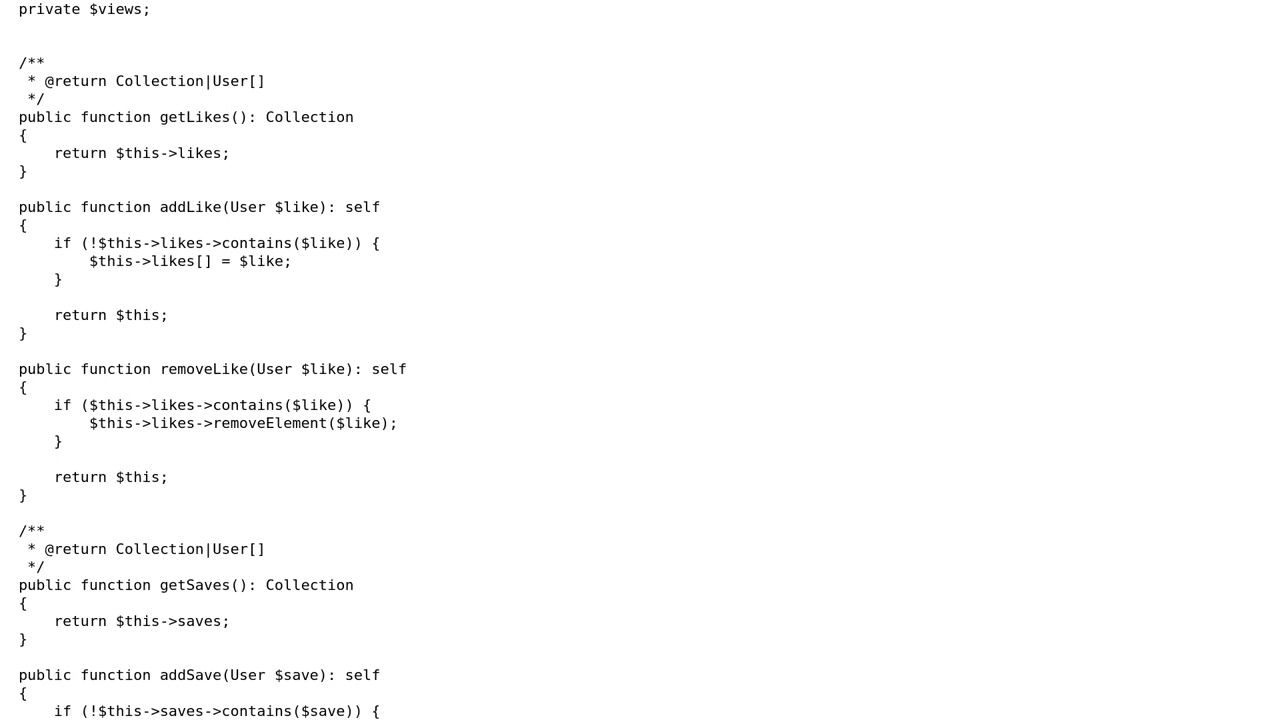 private $views;


/**
 * @return Collection|User[]
 */
public function getLikes(): Collection
{
    return $this->likes;
}

public function addLike(User $like): self
{
    if (!$this->likes->contains($like)) {
        $this->likes[] = $like;
    }

    return $this;
}

public function removeLike(User $like): self
{
    if ($this->likes->contains($like)) {
        $this->likes->removeElement($like);
    }

    return $this;
}

/**
 * @return Collection|User[]
 */
public function getSaves(): Collection
{
    return $this->saves;
}

public function addSave(User $save): self
{
    if (!$this->saves->contains($save)) {